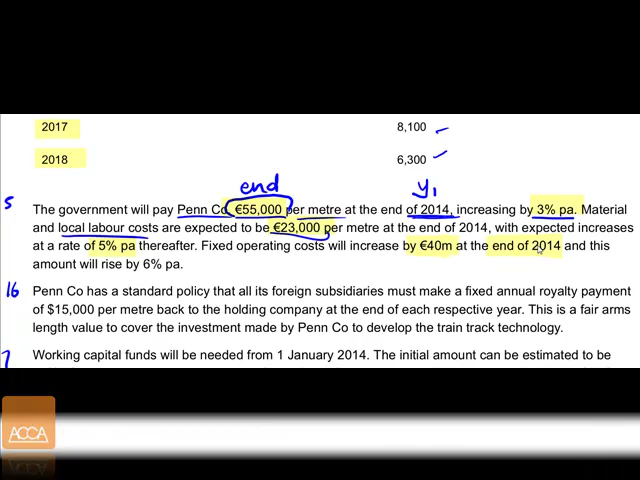 2017 8,100
2018 6,300
end y1
5 The government will pay Penn Co €55,000 per metre at the end of 2014, increasing by 3% pa. Material
and local labour costs are expected to be €23,000 per metre at the end of 2014, with expected increases
at a rate of 5% pa thereafter. Fixed operating costs will increase by €40m at the end of 2014 and this
amount will rise by 6% pa.
16 Penn Co has a standard policy that all its foreign subsidiaries must make a fixed annual royalty payment
of $15,000 per metre back to the holding company at the end of each respective year. This is a fair arms
length value to cover the investment made by Penn Co to develop the train track technology.
7 Working capital funds will be needed from 1 January 2014. The initial amount can be estimated to be
ACCA